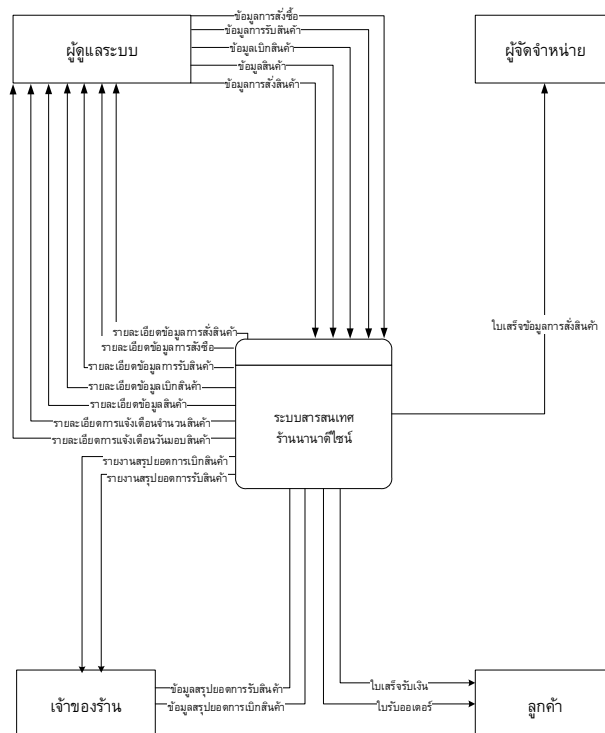 ข้อมูลการสั่งซื้อ
ข้อมูลการรับสินค้า
ข้อมูลเบิกสินค้า
ข้อมูลสินค้า
ข้อมูลการสั่งสินค้า
ผู้ดูแลระบบ
ผู้จัดจำหน่าย
ใบเสร็จข้อมูลการสั่งสินค้า
รายละเอียดข้อมูลการสั่งสินค้า
รายละเอียดข้อมูลการสั่งซื้อ
รายละเอียดข้อมูลการรับสินค้า
รายละเอียดข้อมูลเบิกสินค้า
รายละเอียดข้อมูลสินค้า
รายละเอียดการแจ้งเตือนจำนวนสินค้า
รายละเอียดการแจ้งเตือนวันมอบสินค้า
ระบบสารสนเทศ
ร้านนานาดีไซน์
รายงานสรุปยอดการเบิกสินค้า
รายงานสรุปยอดการรับสินค้า
ข้อมูลสรุปยอดการรับสินค้า
ข้อมูลสรุปยอดการเบิกสินค้า
เจ้าของร้าน
ใบเสร็จรับเงิน
ใบรับออเดอร์
ลูกค้า